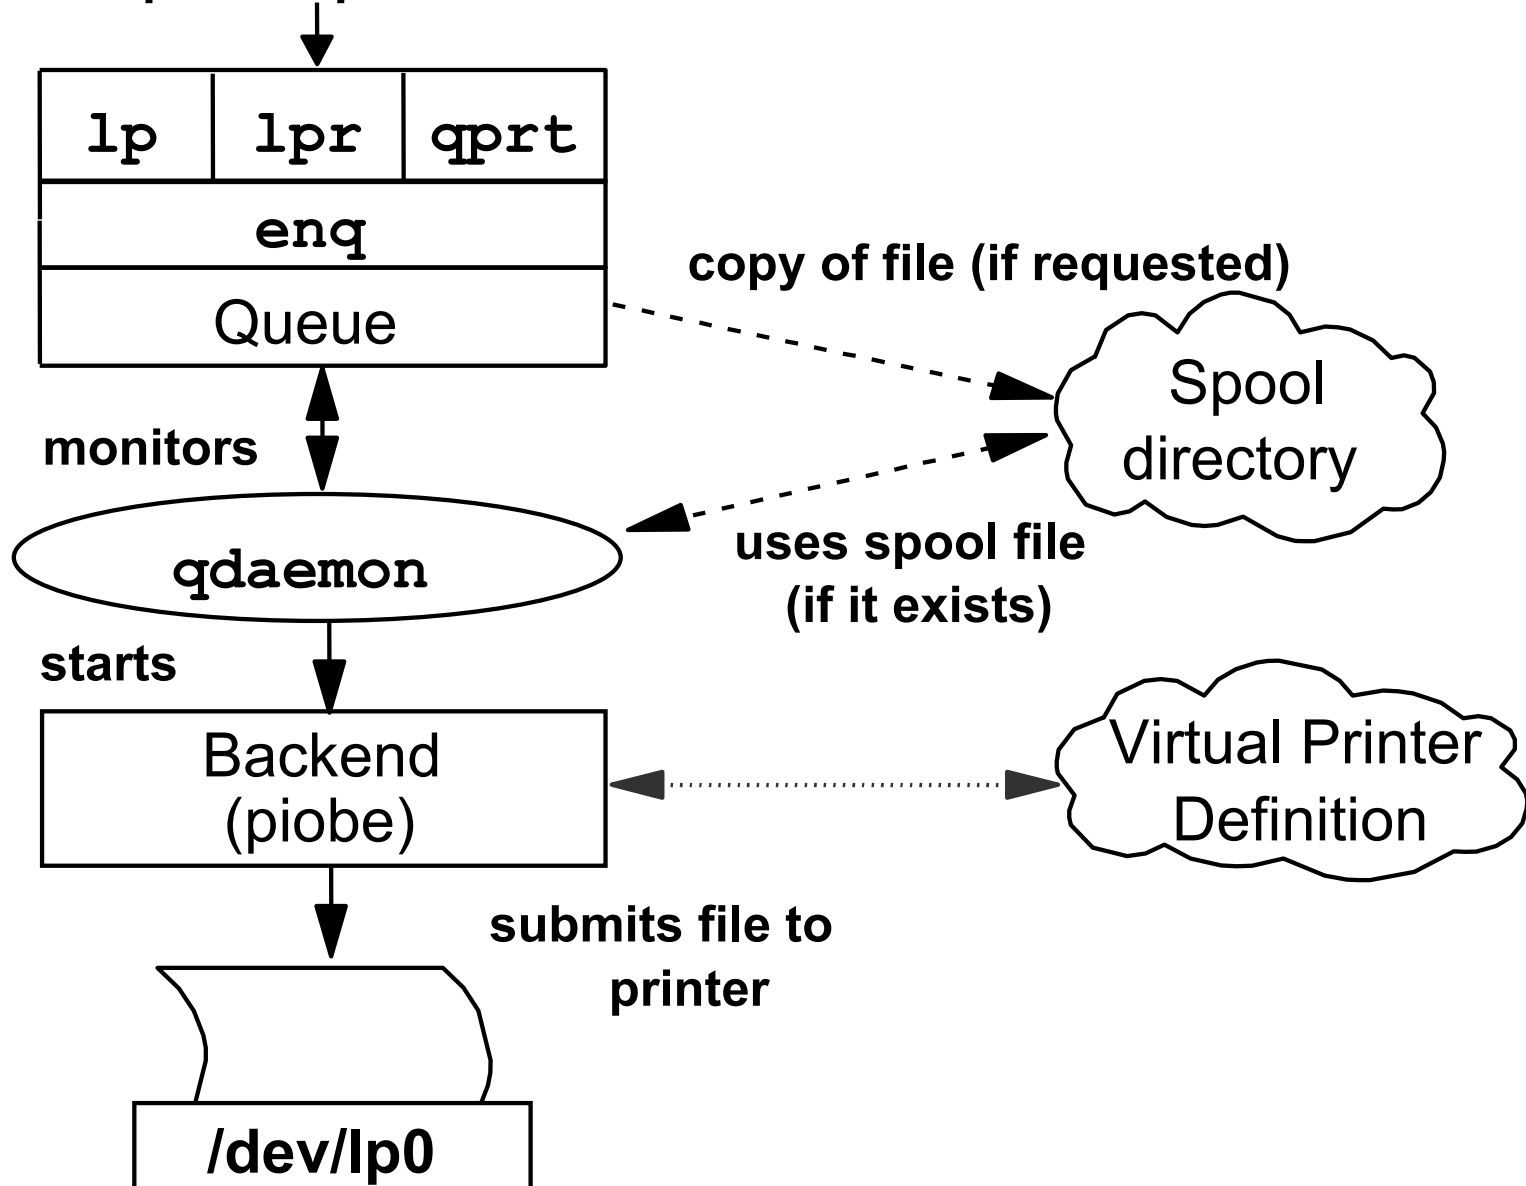 lp lpr qprt
enq
copy of file (if requested)
Queue
Spool
directory
monitors
uses spool file
(if it exists)
qdaemon
starts
Backend
(piobe)
Virtual Printer
Definition
submits file to
printer
/dev/lp0